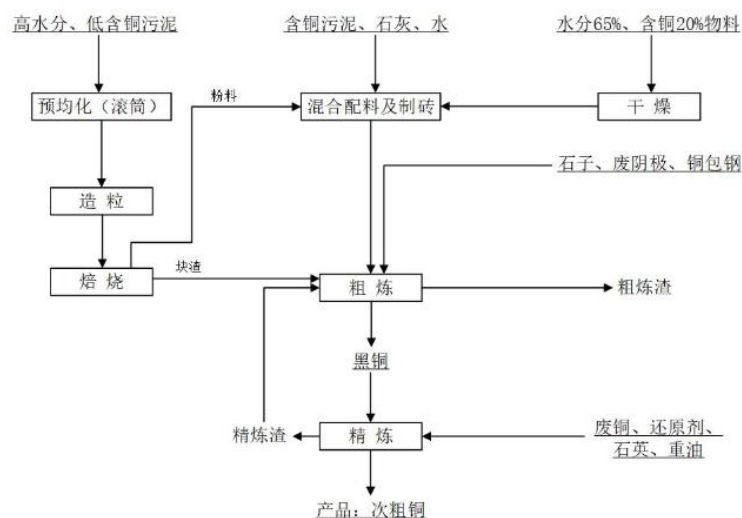 高水分、低含铜污泥
含铜污泥、石灰、水
水分65%、含铜20%物料
粉料
预均化（滚筒）
混合配料及制砖
干 燥
石子、废阴极、铜包钢
造 粒
块渣
焙 烧
粗 炼
粗炼渣
黑铜
精炼渣
精 炼
废铜、还原剂、
石英、重油
产品：次粗铜